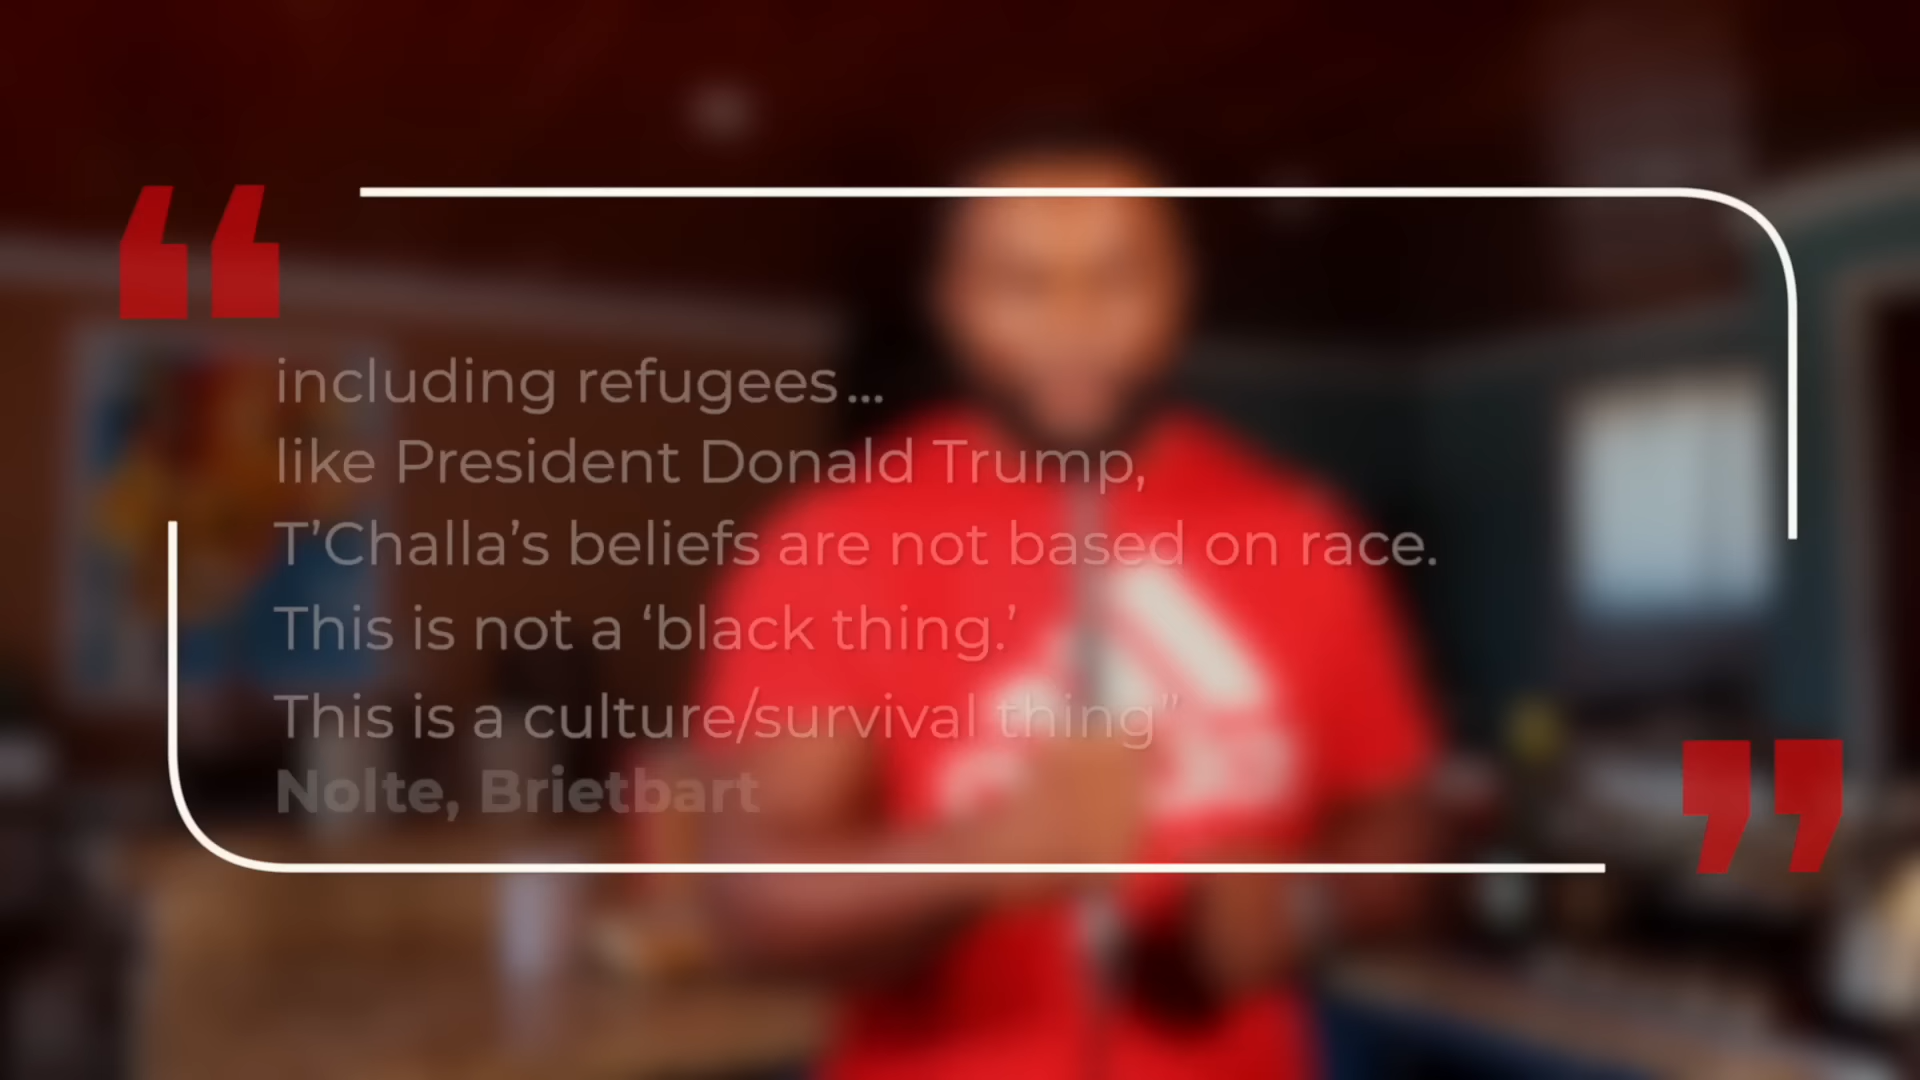 including refugees...
like President Donald Trump,
T’Challa’s beliefs are not based on race.
This is not a ‘black thing.’
This is a culture/survival thing”
Nolte, Brietbart